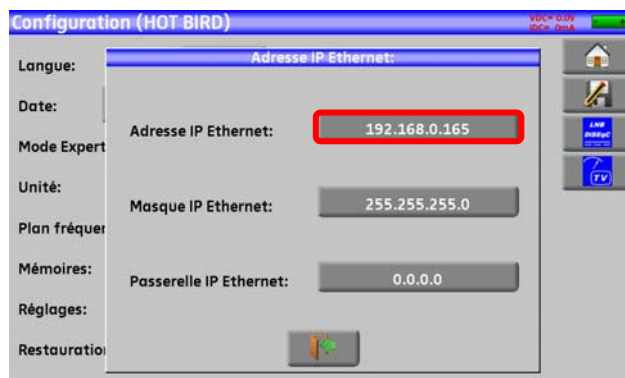 Configuration (HOT BIRD)
VDC= 0.0V
IDC= 0mA
Adresse IP Ethernet:
Langue:
Date:
Adresse IP Ethernet: 192.168.0.165
Mode Expert
LNB
DiSEqC
TV
Unité:
Masque IP Ethernet: 255.255.255.0
Plan fréquen
Mémoires:
Passerelle IP Ethernet: 0.0.0.0
Réglages:
Restauration